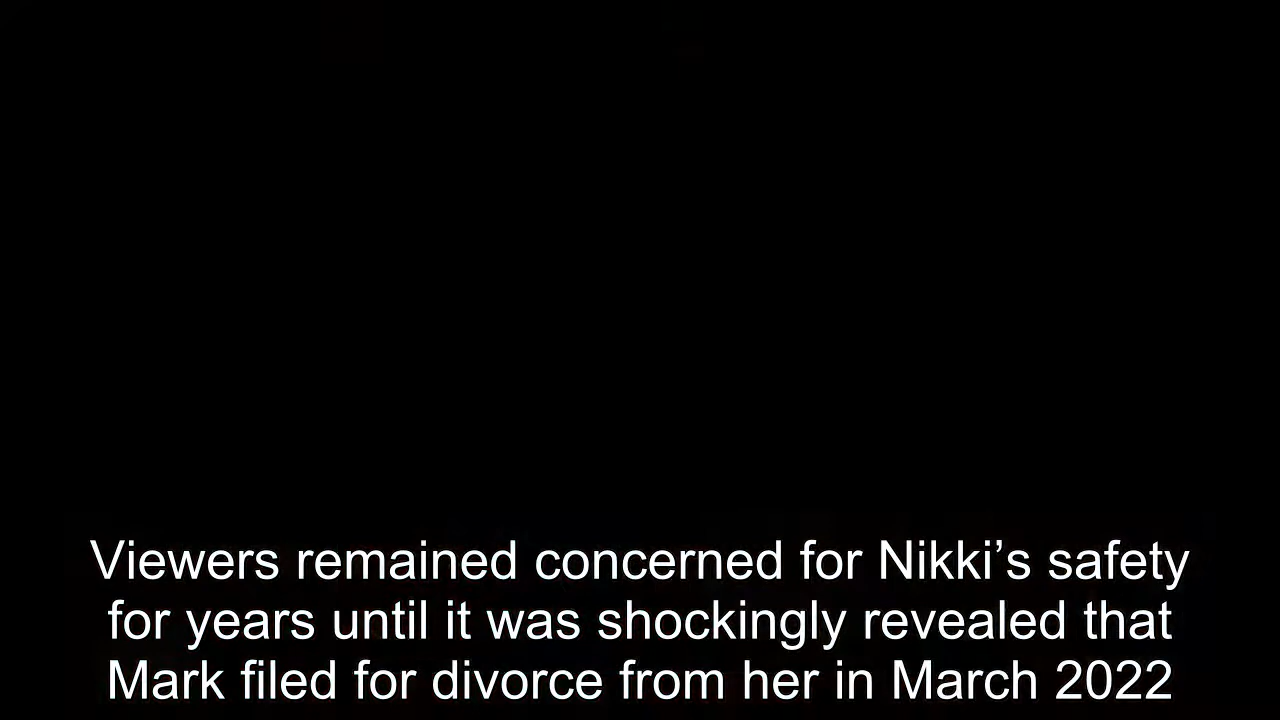 Viewers remained concerned for Nikki’s safety
for years until it was shockingly revealed that
Mark filed for divorce from her in March 2022